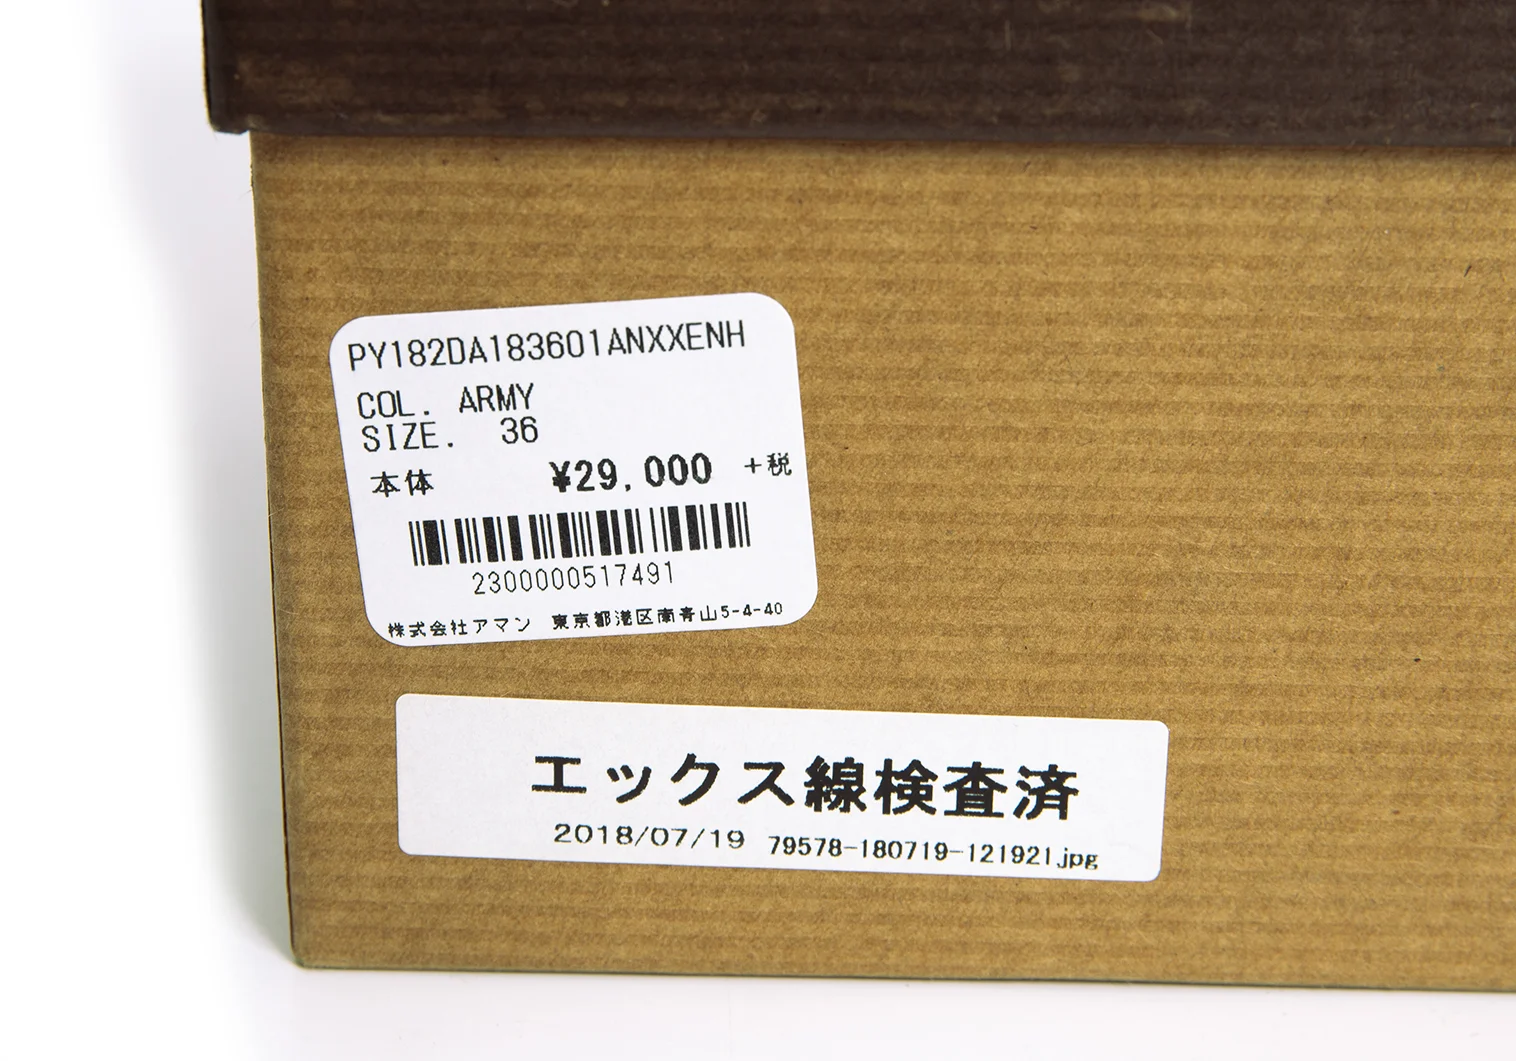 PY182DA183601ANXXENH
COL. ARMY
SIZE. 36
本体 ¥29,000 +税
2300000517491
株式会社アマン 東京都港区南青山5-4-40
エックス線検査済
2018/07/19 79578-180719-121921.jpg